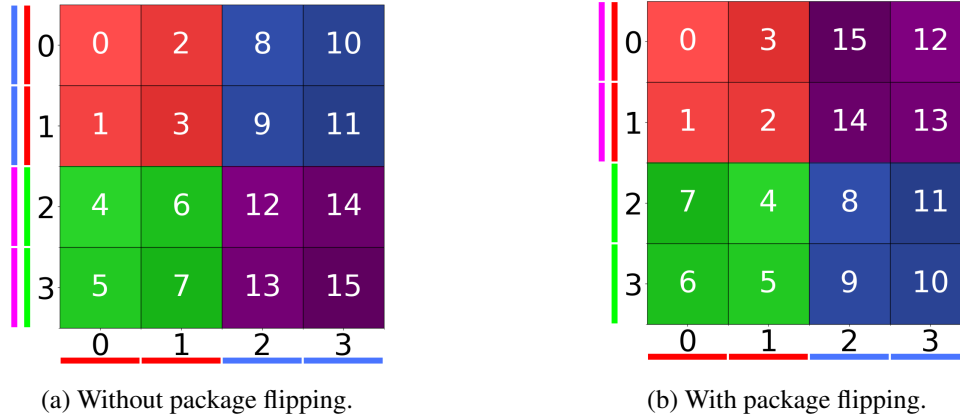 0 0 2 8 10
1 1 3 9 11
2 4 6 12 14
3 5 7 13 15
0 1 2 3
(a) Without package flipping.
0 0 3 15 12
1 1 2 14 13
2 7 4 8 11
3 6 5 9 10
0 1 2 3
(b) With package flipping.